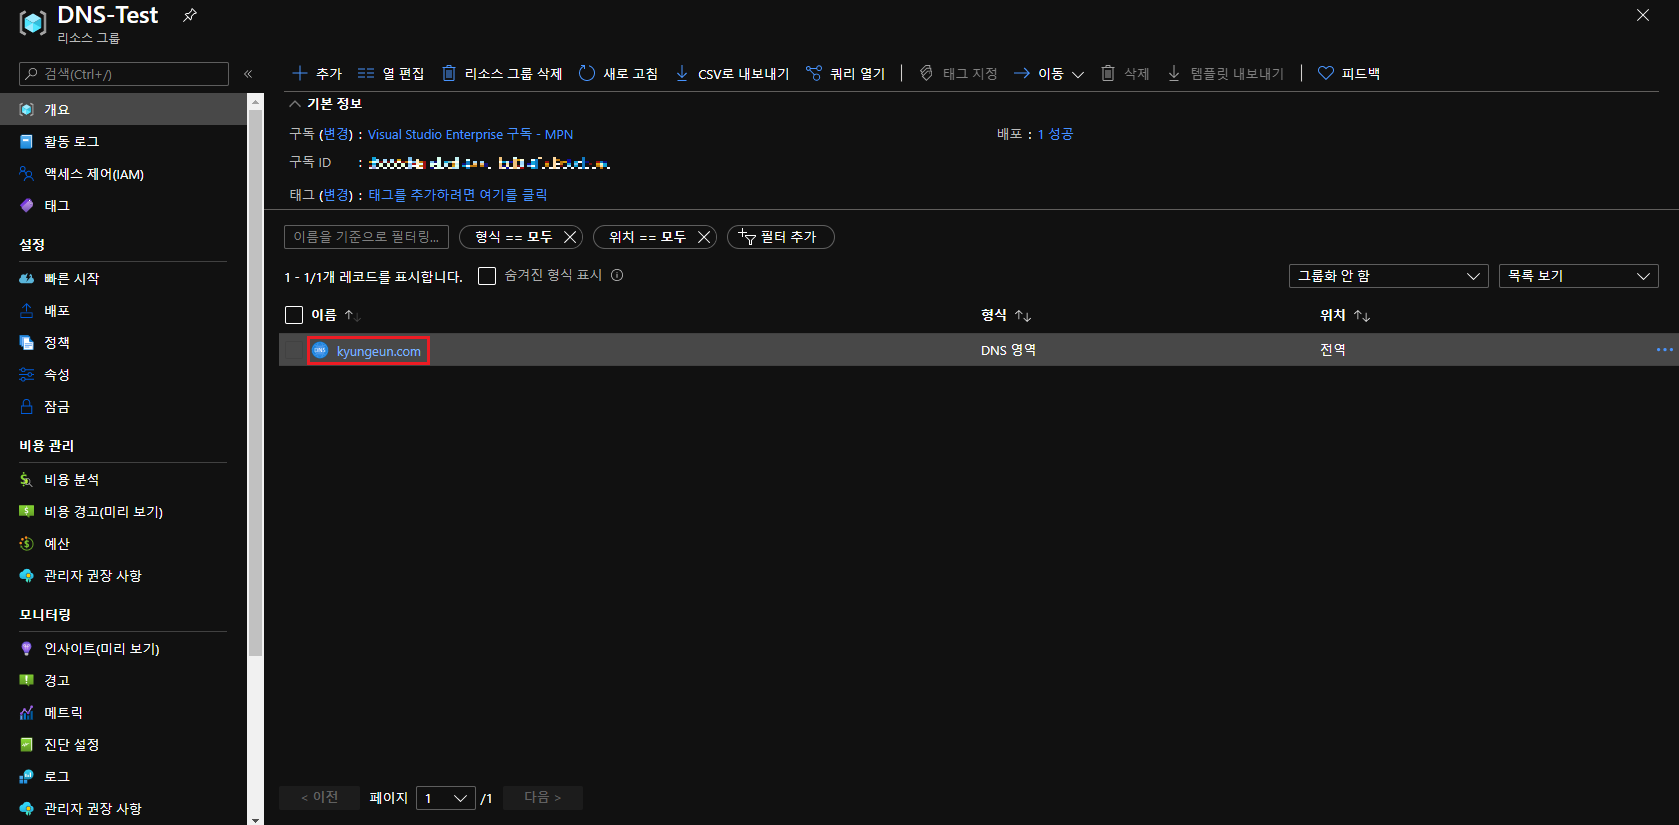 DNS-Test
리소스 그룹
검색(Ctrl+/)
«
추가
열 편집
리소스 그룹 삭제
새로 고침
CSV로 내보내기
쿼리 열기
태그 지정
이동
삭제
템플릿 내보내기
피드백
개요
활동 로그
액세스 제어(IAM)
태그
설정
빠른 시작
배포
정책
속성
잠금
비용 관리
비용 분석
비용 경고(미리 보기)
예산
관리자 권장 사항
모니터링
인사이트(미리 보기)
경고
메트릭
진단 설정
로그
관리자 권장 사항
기본 정보
구독 (변경) : Visual Studio Enterprise 구독 - MPN
배포 : 1 성공
구독 ID :
태그 (변경) : 태그를 추가하려면 여기를 클릭
이름을 기준으로 필터링...
형식 == 모두
위치 == 모두
필터 추가
1 - 1/1개 레코드를 표시합니다.
숨겨진 형식 표시
그룹화 안 함
목록 보기
이름 ↑↓
형식 ↑↓
위치 ↑↓
DNS kyungeun.com
DNS 영역
전역
< 이전
페이지 1 /1
다음 >